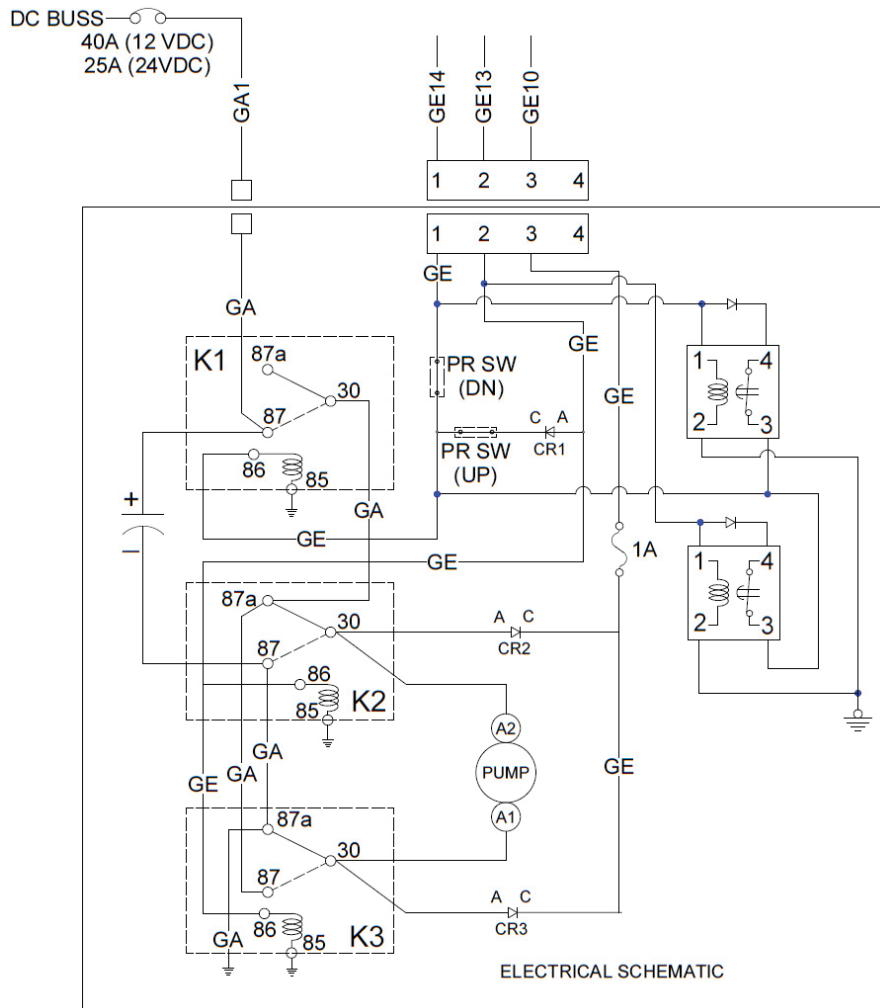 DC BUSS
40A (12 VDC)
25A (24VDC)
GA1
GE14
GE13
GE10
1 2 3 4
1 2 3 4
GE
GA
K1
87a
30
87
86
85
PR SW
(DN)
GE
C A
CR1
PR SW
(UP)
GE
1 4
2 3
+
–
GA
GE
GE
1A
1 4
2 3
87a
30
87
86
85
K2
A C
CR2
A2
PUMP
A1
GE
GA
GA
GE
87a
30
87
86
85
K3
GA
A C
CR3
ELECTRICAL SCHEMATIC